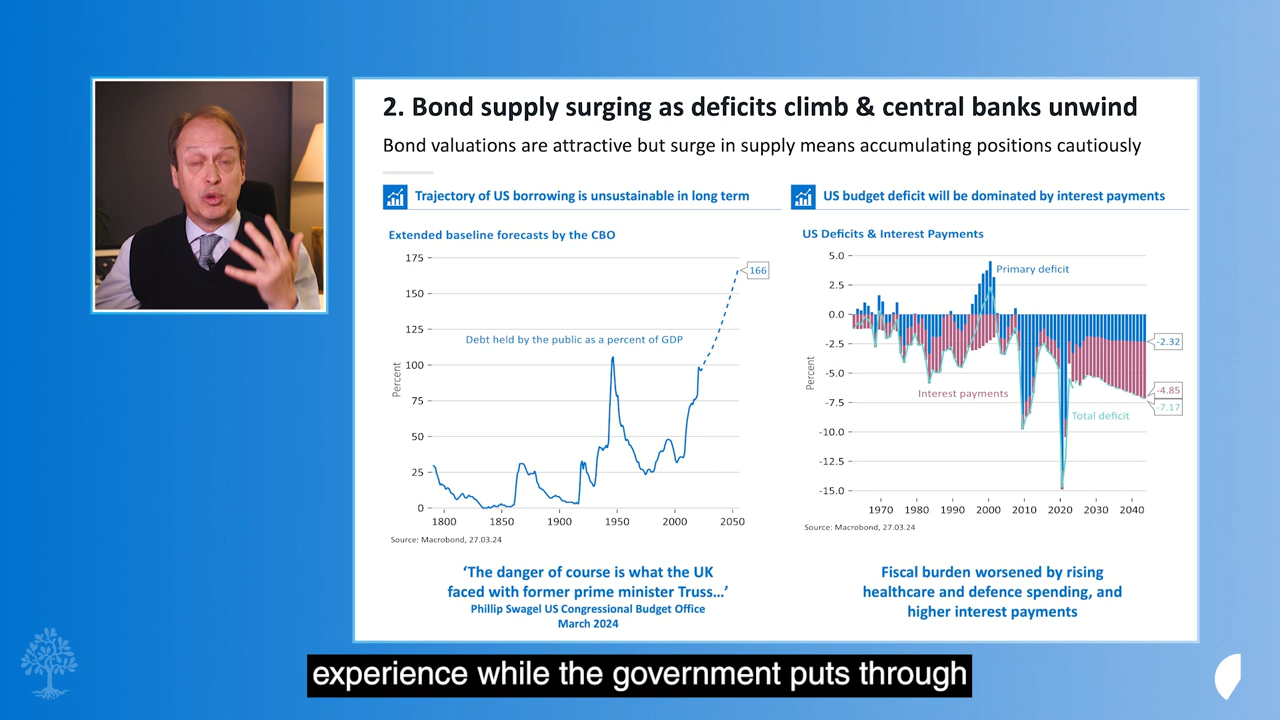 2. Bond supply surging as deficits climb & central banks unwind
Bond valuations are attractive but surge in supply means accumulating positions cautiously
Trajectory of US borrowing is unsustainable in long term
Extended baseline forecasts by the CBO
175
150
125
100
75
50
25
0
Percent
166
Debt held by the public as a percent of GDP
1800 1850 1900 1950 2000 2050
Source: Macrobond, 27.03.24
‘The danger of course is what the UK
faced with former prime minister Truss…’
Phillip Swagel US Congressional Budget Office
March 2024
US budget deficit will be dominated by interest payments
US Deficits & Interest Payments
5.0
2.5
0.0
-2.5
-5.0
-7.5
-10.0
-12.5
-15.0
Percent
Primary deficit
Interest payments
Total deficit
-2.32
-4.85
-7.17
1970 1980 1990 2000 2010 2020 2030 2040
Source: Macrobond, 27.03.24
Fiscal burden worsened by rising
healthcare and defence spending, and
higher interest payments
experience while the government puts through